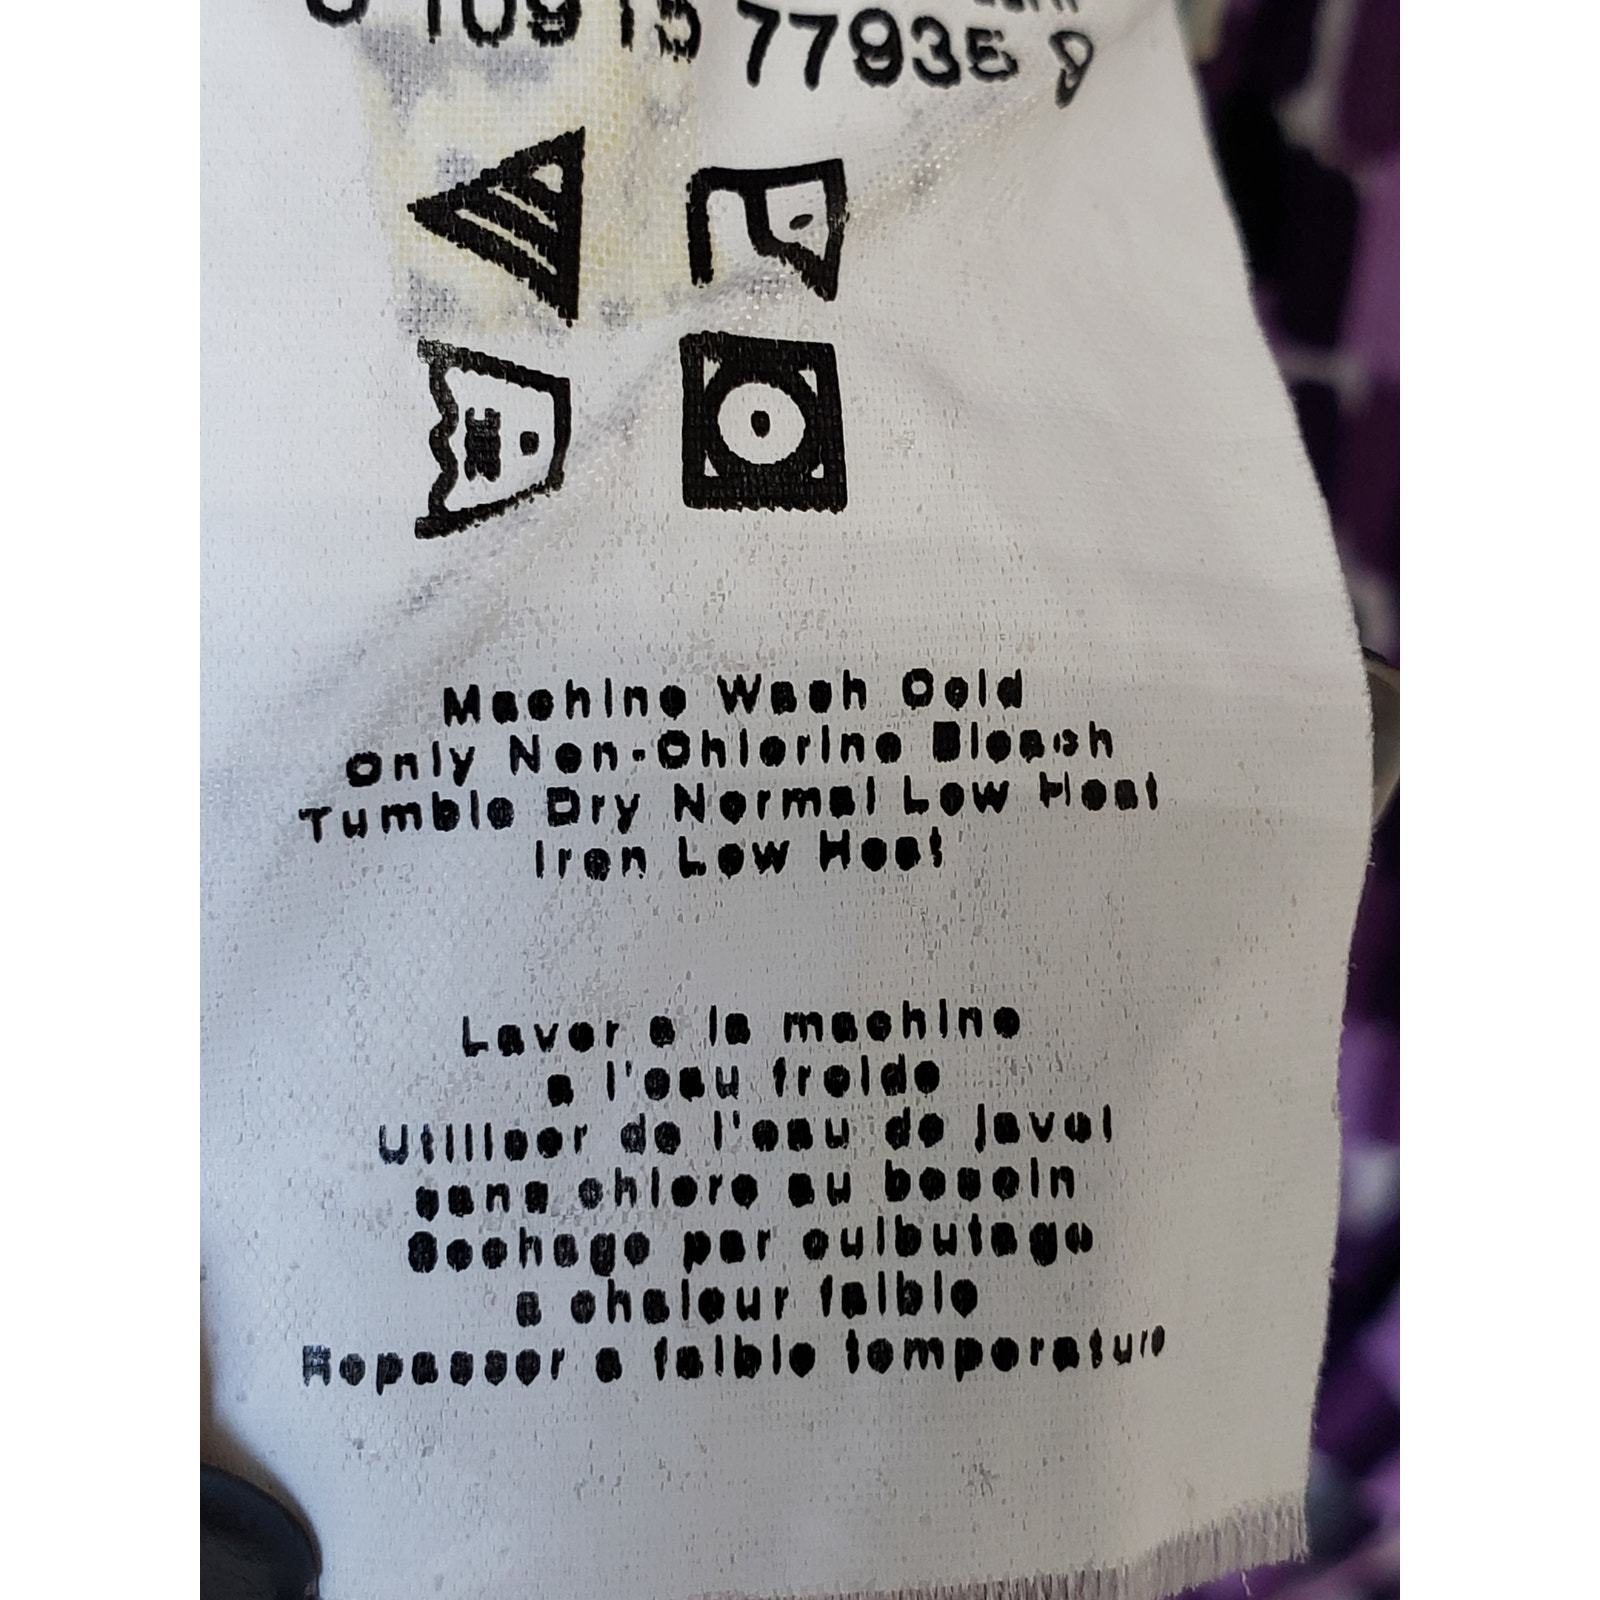 77935
Machine Wash Cold
Only Non-Chlorine Bleach
Tumble Dry Normal Low Heat
Iron Low Heat
Laver a la machine
a l'eau froide
Utiliser de l'eau de javel
sans chlore au besoin
Sechage par culbutage
a chaleur faible
Repasser a faible temperature